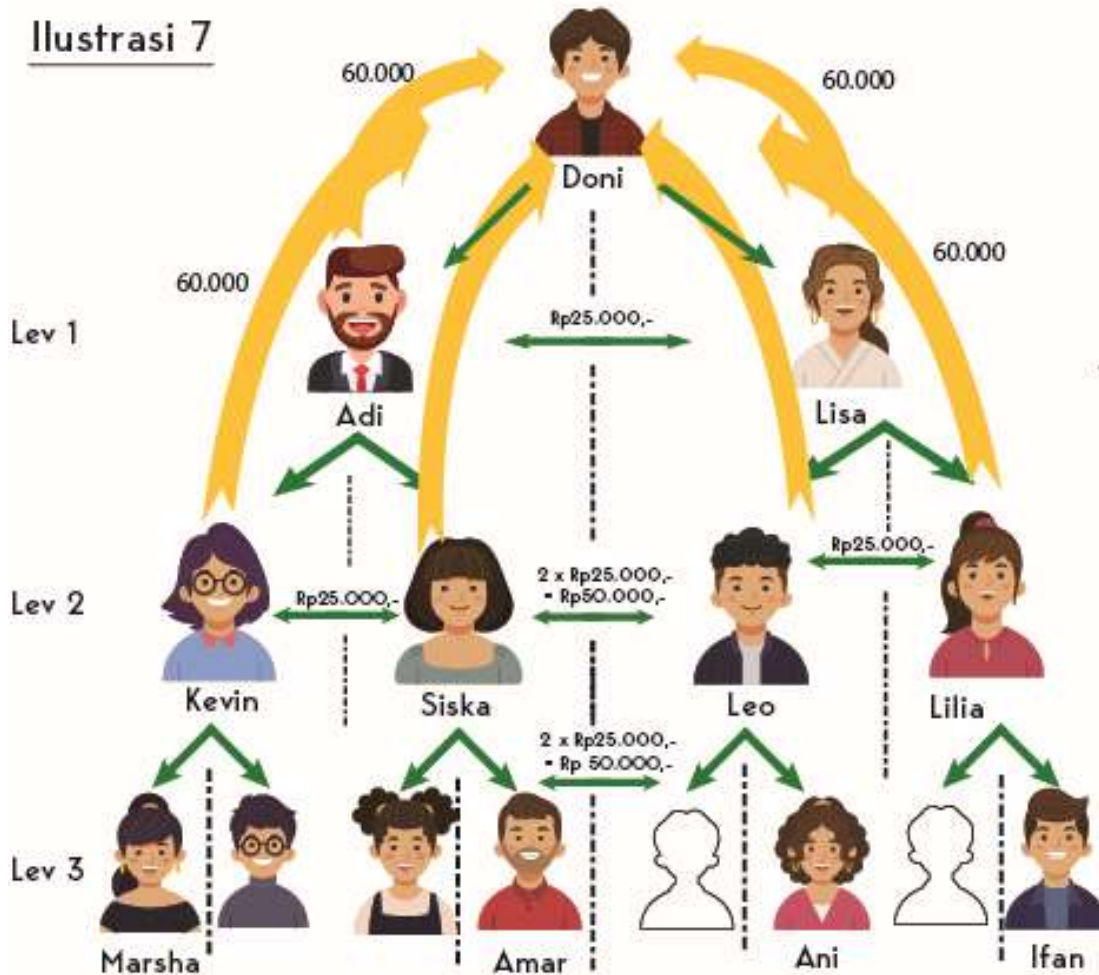 Ilustrasi 7
60.000
60.000
Doni
60.000
60.000
Lev 1
Rp25.000,-
Adi
Lisa
Lev 2
Rp25.000,-
2 x Rp25.000,-
= Rp50.000,-
Rp25.000,-
Kevin
Siska
Leo
Lilia
2 x Rp25.000,-
= Rp 50.000,-
Lev 3
Marsha
Amar
Ani
Ifan